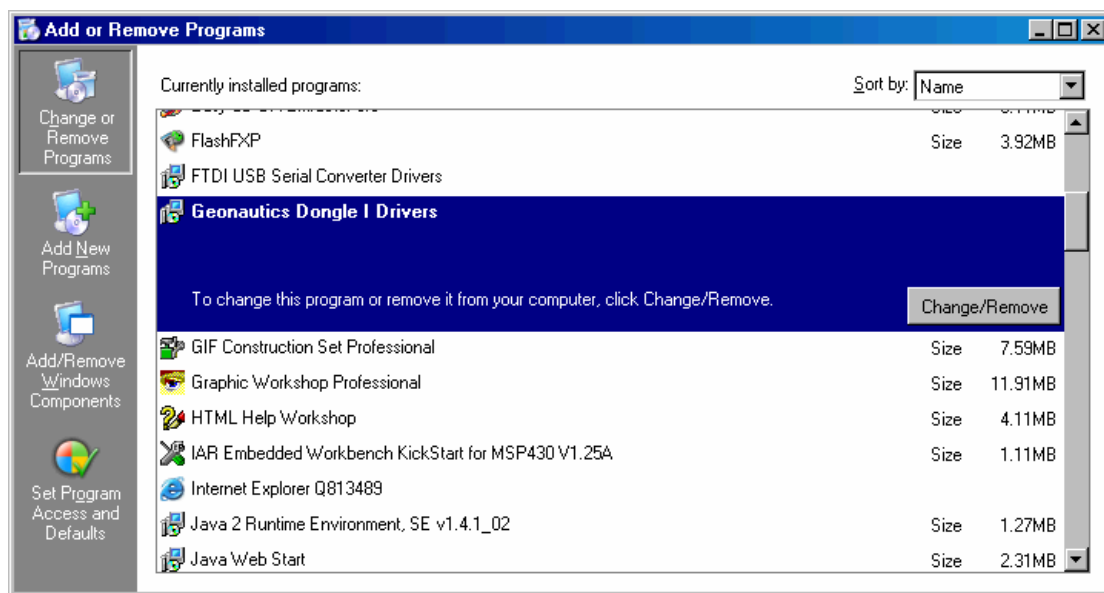 Add or Remove Programs
Change or
Remove
Programs
Add New
Programs
Add/Remove
Windows
Components
Set Program
Access and
Defaults
Currently installed programs:
Sort by: Name
FlashFXP Size 3.92MB
FTDI USB Serial Converter Drivers
Geonautics Dongle I Drivers
To change this program or remove it from your computer, click Change/Remove.
Change/Remove
GIF Construction Set Professional Size 7.59MB
Graphic Workshop Professional Size 11.91MB
HTML Help Workshop Size 4.11MB
IAR Embedded Workbench KickStart for MSP430 V1.25A Size 1.11MB
Internet Explorer Q813489
Java 2 Runtime Environment, SE v1.4.1_02 Size 1.27MB
Java Web Start Size 2.31MB